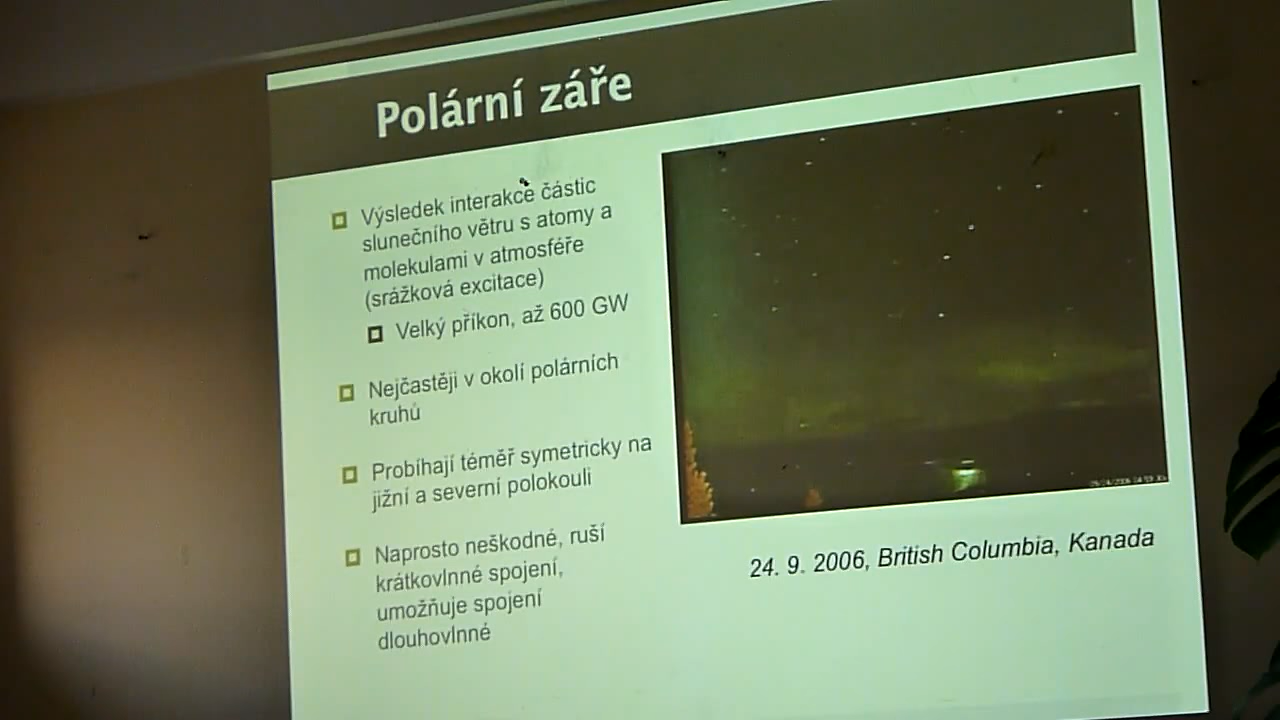 Polární záře
Výsledek interakce částic
slunečního větru s atomy a
molekulami v atmosféře
(srážková excitace)
Velký příkon, až 600 GW
Nejčastěji v okolí polárních
kruhů
Probíhají téměř symetricky na
jižní a severní polokouli
Naprosto neškodné, ruší
krátkovlnné spojení,
umožňuje spojení
dlouhovlnné
24. 9. 2006, British Columbia, Kanada